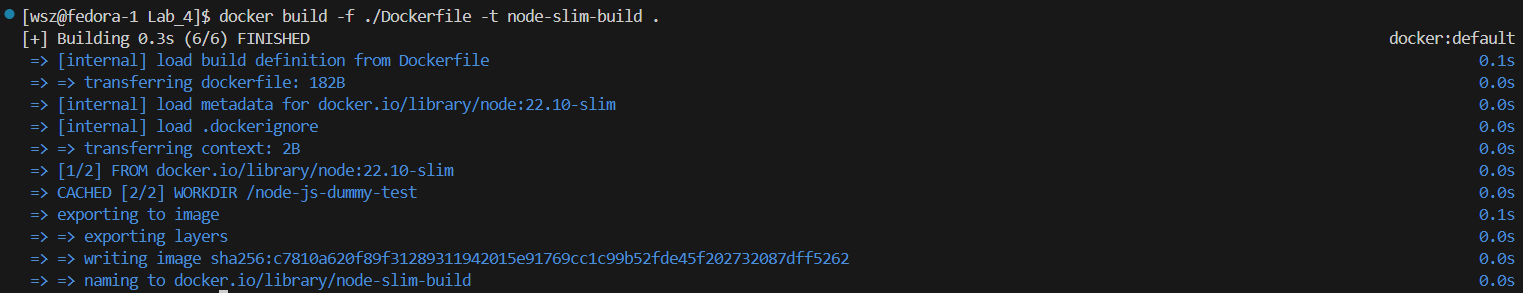 [wsz@fedora-1 Lab_4]$ docker build -f ./Dockerfile -t node-slim-build .
[+] Building 0.3s (6/6) FINISHED docker:default
=> [internal] load build definition from Dockerfile 0.1s
=> => transferring dockerfile: 182B 0.0s
=> [internal] load metadata for docker.io/library/node:22.10-slim 0.0s
=> [internal] load .dockerignore 0.0s
=> => transferring context: 2B 0.0s
=> [1/2] FROM docker.io/library/node:22.10-slim 0.0s
=> CACHED [2/2] WORKDIR /node-js-dummy-test 0.0s
=> exporting to image 0.1s
=> => exporting layers 0.0s
=> => writing image sha256:c7810a620f89f31289311942015e91769cc1c99b52fde45f202732087dff5262 0.0s
=> => naming to docker.io/library/node-slim-build 0.0s